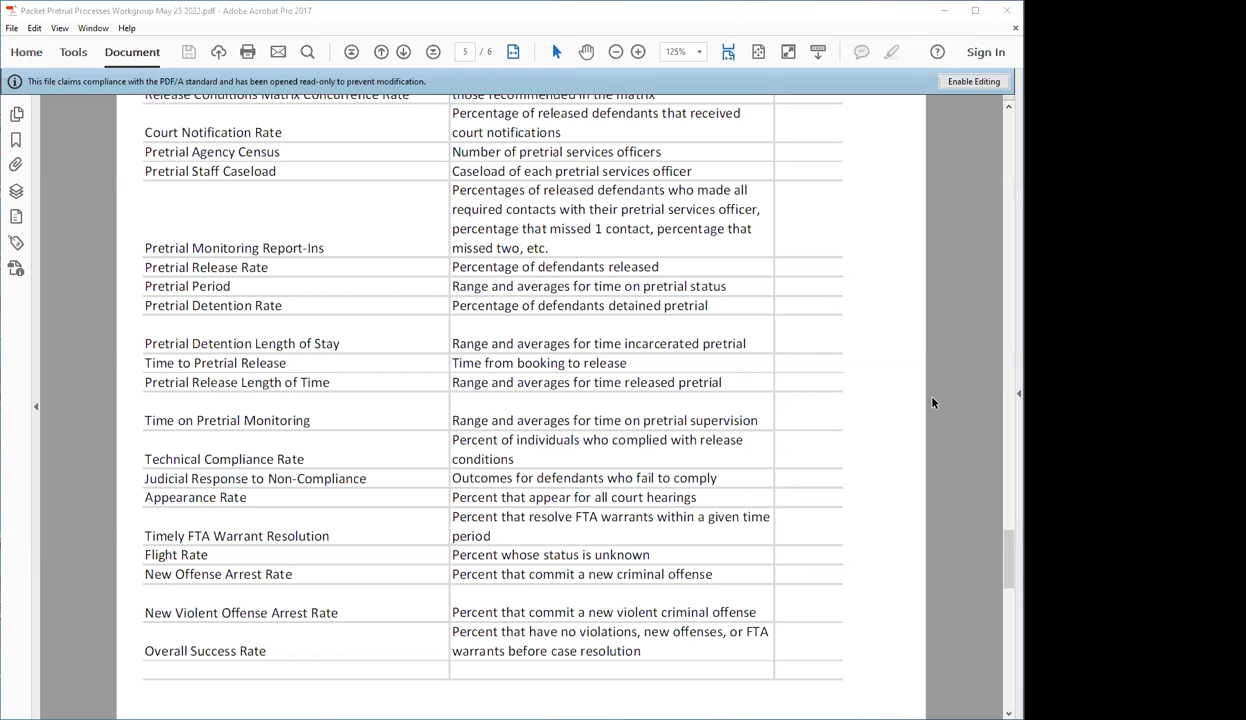 Packet Pretrial Processes Workgroup May 25 2022.pdf - Adobe Acrobat Pro 2017
File Edit View Window Help
Home Tools Document 5 / 6 125% Sign In
This file claims compliance with the PDF/A standard and has been opened read-only to prevent modification. Enable Editing
Release Conditions Matrix Concurrence Rate those recommended in the matrix
Percentage of released defendants that received
Court Notification Rate court notifications
Pretrial Agency Census Number of pretrial services officers
Pretrial Staff Caseload Caseload of each pretrial services officer
Percentages of released defendants who made all
required contacts with their pretrial services officer,
percentage that missed 1 contact, percentage that
Pretrial Monitoring Report-Ins missed two, etc.
Pretrial Release Rate Percentage of defendants released
Pretrial Period Range and averages for time on pretrial status
Pretrial Detention Rate Percentage of defendants detained pretrial
Pretrial Detention Length of Stay Range and averages for time incarcerated pretrial
Time to Pretrial Release Time from booking to release
Pretrial Release Length of Time Range and averages for time released pretrial
Time on Pretrial Monitoring Range and averages for time on pretrial supervision
Percent of individuals who complied with release
Technical Compliance Rate conditions
Judicial Response to Non-Compliance Outcomes for defendants who fail to comply
Appearance Rate Percent that appear for all court hearings
Percent that resolve FTA warrants within a given time
Timely FTA Warrant Resolution period
Flight Rate Percent whose status is unknown
New Offense Arrest Rate Percent that commit a new criminal offense
New Violent Offense Arrest Rate Percent that commit a new violent criminal offense
Percent that have no violations, new offenses, or FTA
Overall Success Rate warrants before case resolution